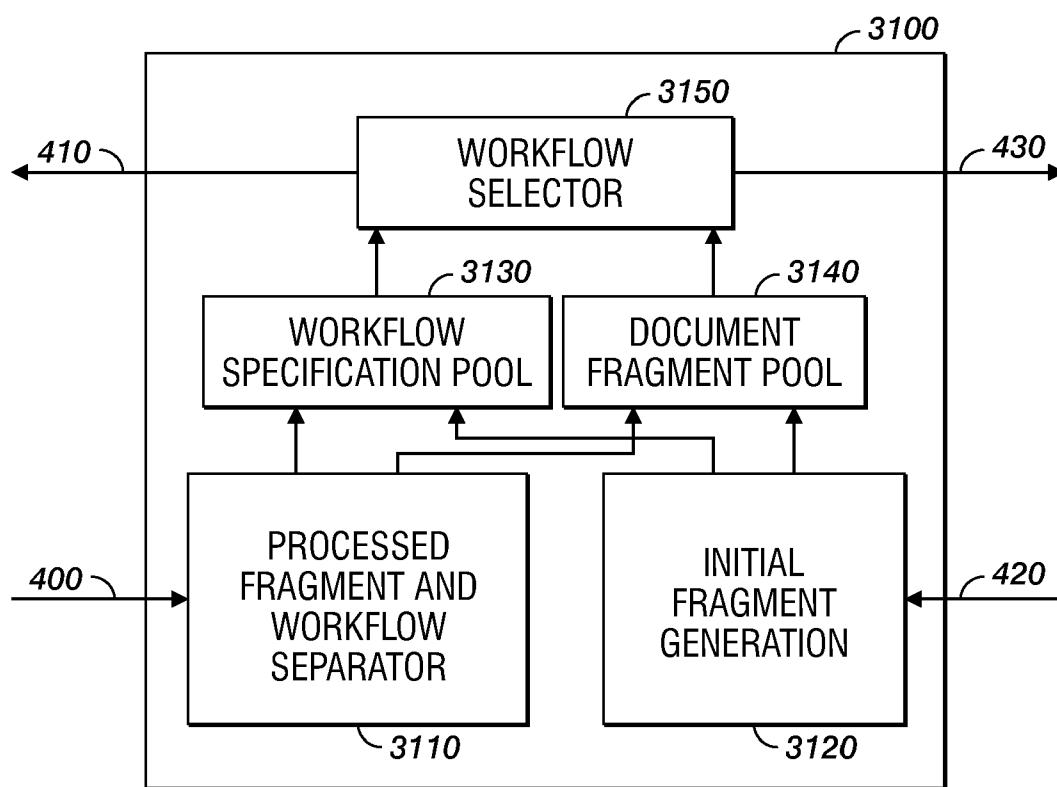 3100
3150
410
WORKFLOW
SELECTOR
430
3130
3140
WORKFLOW
SPECIFICATION POOL
DOCUMENT
FRAGMENT POOL
PROCESSED
FRAGMENT AND
WORKFLOW
SEPARATOR
INITIAL
FRAGMENT
GENERATION
400
420
3110
3120